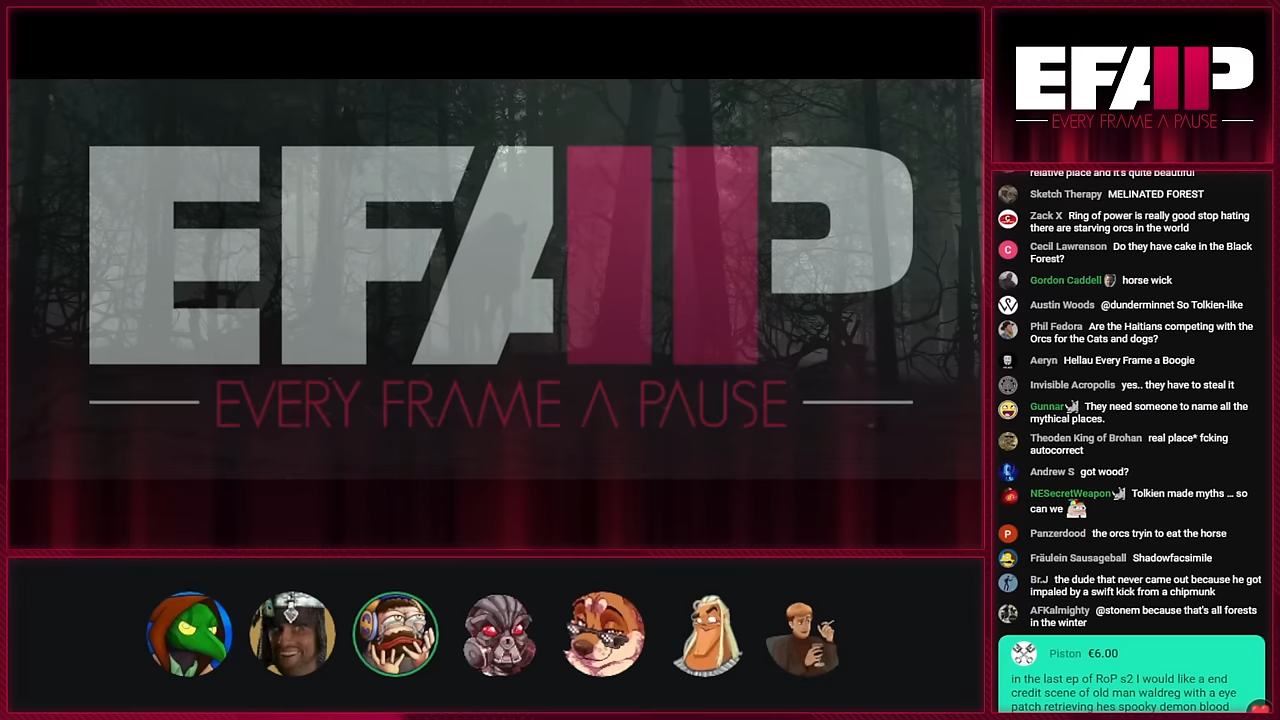 EFAP
EVERY FRAME A PAUSE
EFAP
EVERY FRAME A PAUSE
relative place and it's quite beautiful
Sketch Therapy MELINATED FOREST
Zack X Ring of power is really good stop hating
there are starving orcs in the world
Cecil Lawrenson Do they have cake in the Black
Forest?
Gordon Caddell horse wick
Austin Woods @dunderminnet So Tolkien-like
Phil Fedora Are the Haitians competing with the
Orcs for the Cats and dogs?
Aeryn Hellau Every Frame a Boogie
Invisible Acropolis yes.. they have to steal it
Gunnar They need someone to name all the
mythical places.
Theoden King of Brohan real place* fcking
autocorrect
Andrew S got wood?
NESecretWeapon Tolkien made myths ... so
can we
Panzerdood the orcs tryin to eat the horse
Fräulein Sausageball Shadowfacsimile
Br.J the dude that never came out because he got
impaled by a swift kick from a chipmunk
AFKalmighty @stonem because that's all forests
in the winter
Piston €6.00
in the last ep of RoP s2 I would like a end
credit scene of old man waldreg with a eye
patch retrieving hes spooky demon blood